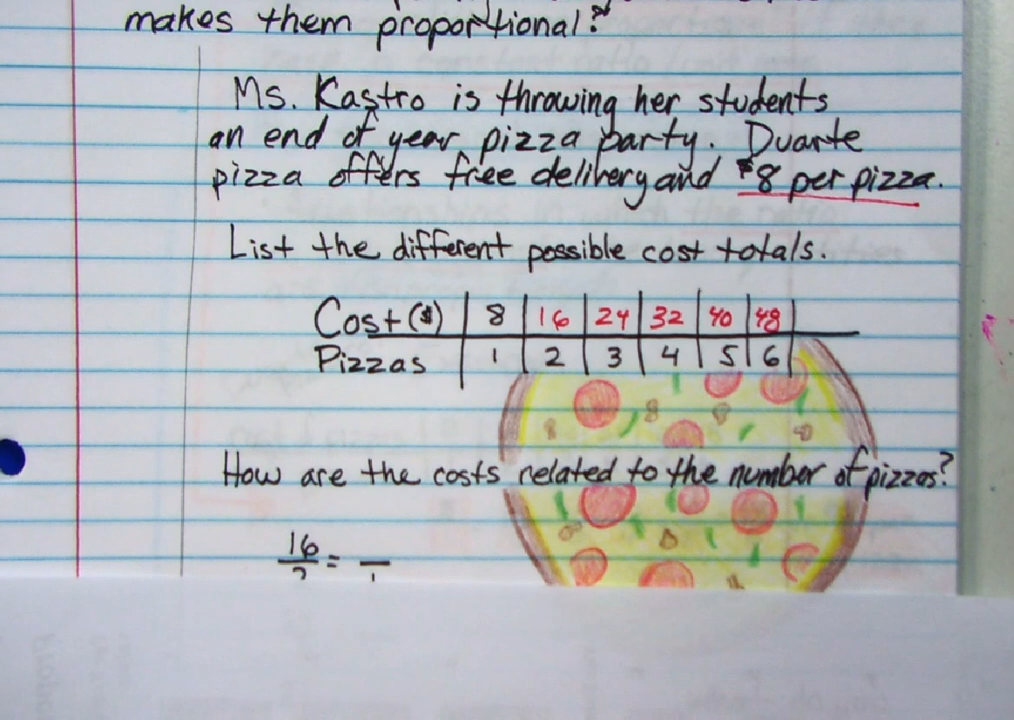 makes them proportional?
Ms. Kastro is throwing her students
an end of year pizza party. Duarte
pizza offers free delivery and $8 per pizza.
List the different possible cost totals.
Cost ($) 8 16 24 32 40 48
Pizzas 1 2 3 4 5 6
How are the costs related to the number of pizzas?
16/2 = /1